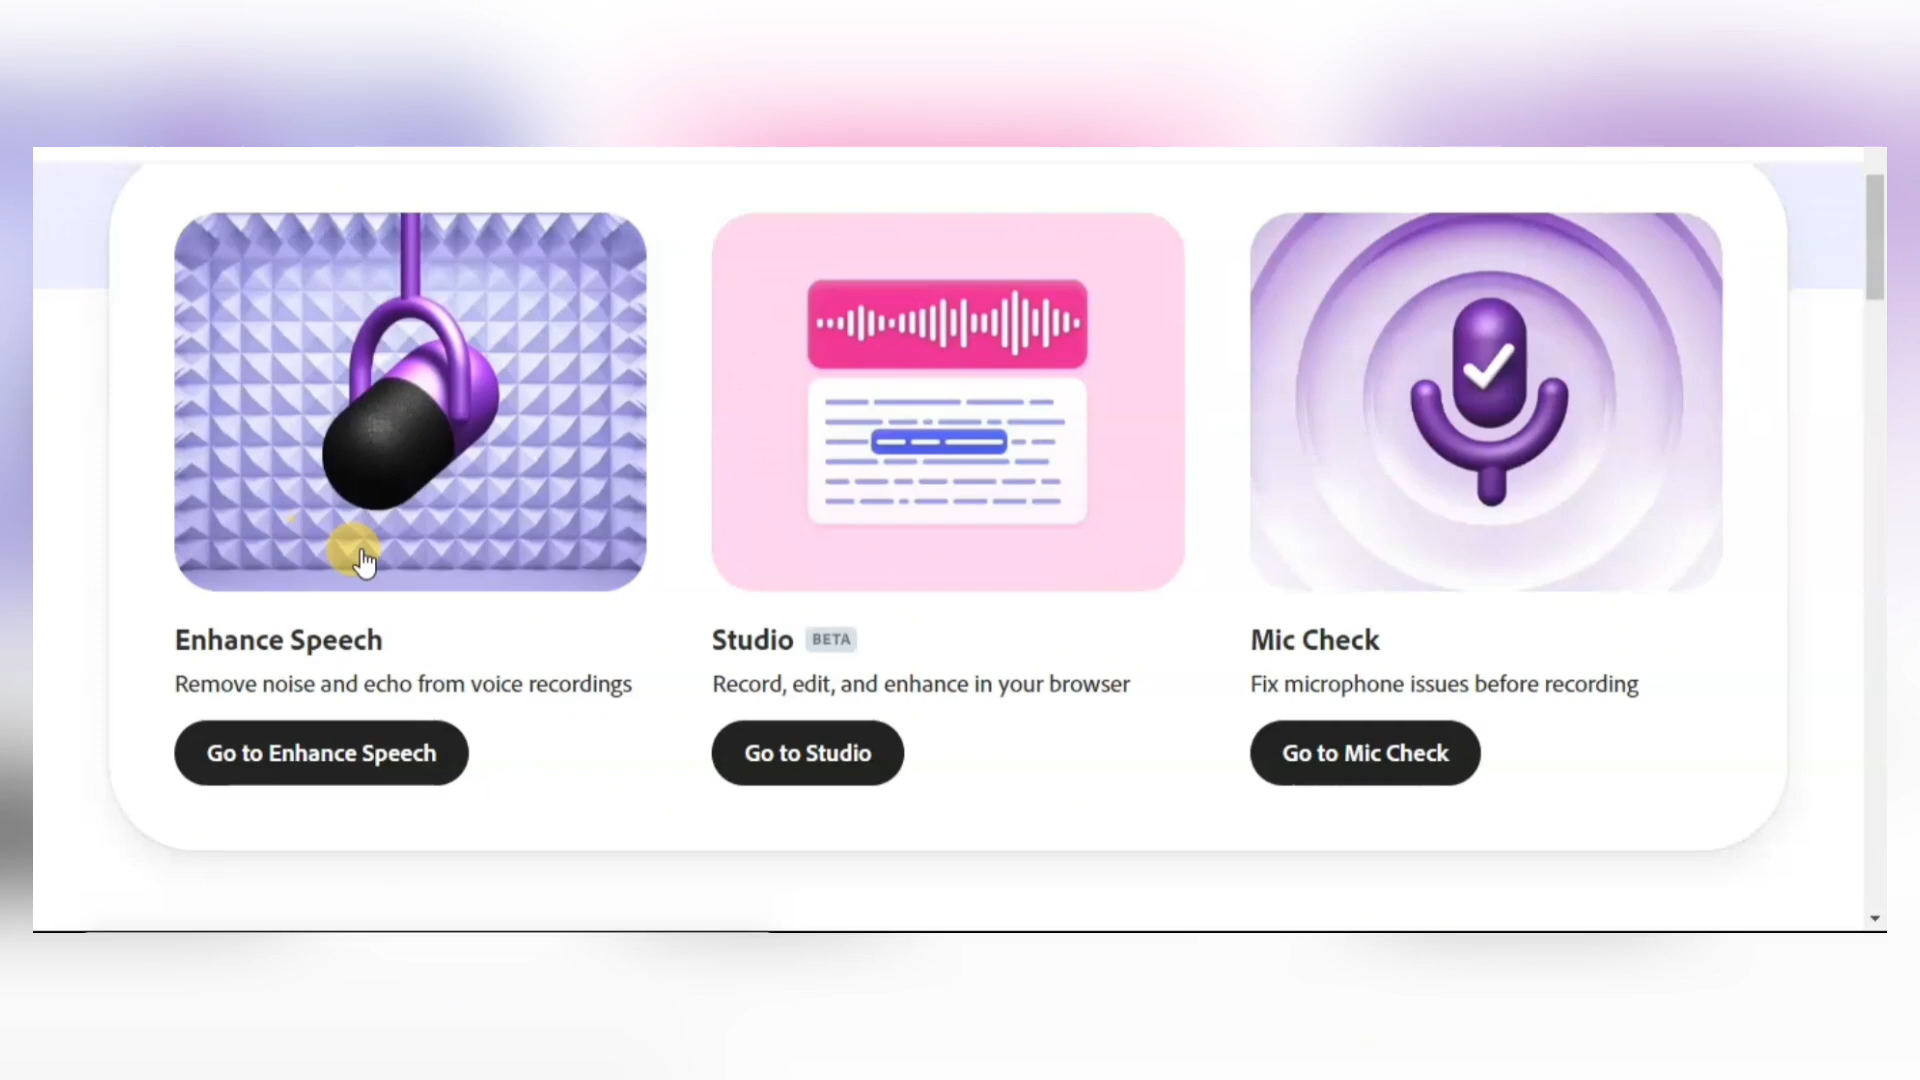 Enhance Speech
Remove noise and echo from voice recordings
Go to Enhance Speech
Studio BETA
Record, edit, and enhance in your browser
Go to Studio
Mic Check
Fix microphone issues before recording
Go to Mic Check